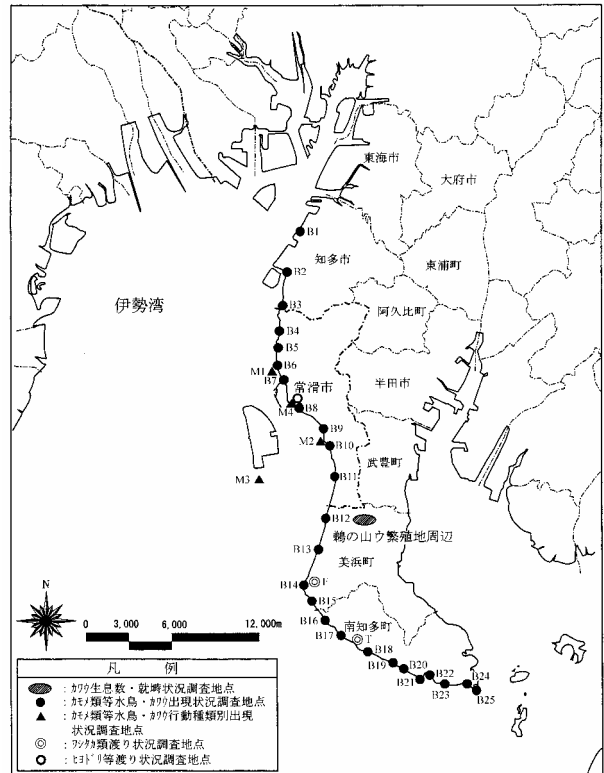 東海市
大府市
B1
知多市
東浦町
B2
伊勢湾
B3
阿久比町
B4
B5
B6
M1
B7
常滑市
半田市
M4
B8
B9
M2
B10
武豊町
M3
B11
B12
鵜の山ウ繁殖地周辺
B13
美浜町
B14
F
B15
N
B16
南知多町
B17
T
B18
0
3,000
6,000
12,000m
B19
B20
B22
B21
B23
B24
B25
凡 例
: カワウ生息数・就塒状況調査地点
: カモメ類等水鳥・カワウ出現状況調査地点
: カモメ類等水鳥・カワウ行動種類別出現
状況調査地点
: ワシタカ類渡り状況調査地点
: ヒヨドリ等渡り状況調査地点